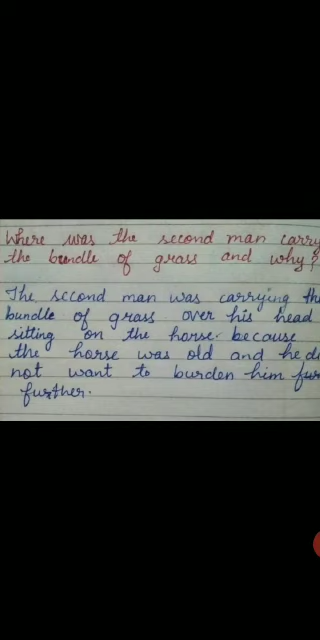 Where was the second man carry
the bundle of grass and why?
The second man was carrying th
bundle of grass over his head
sitting on the horse. because
the horse was old and he d
not want to burden him fur
further.